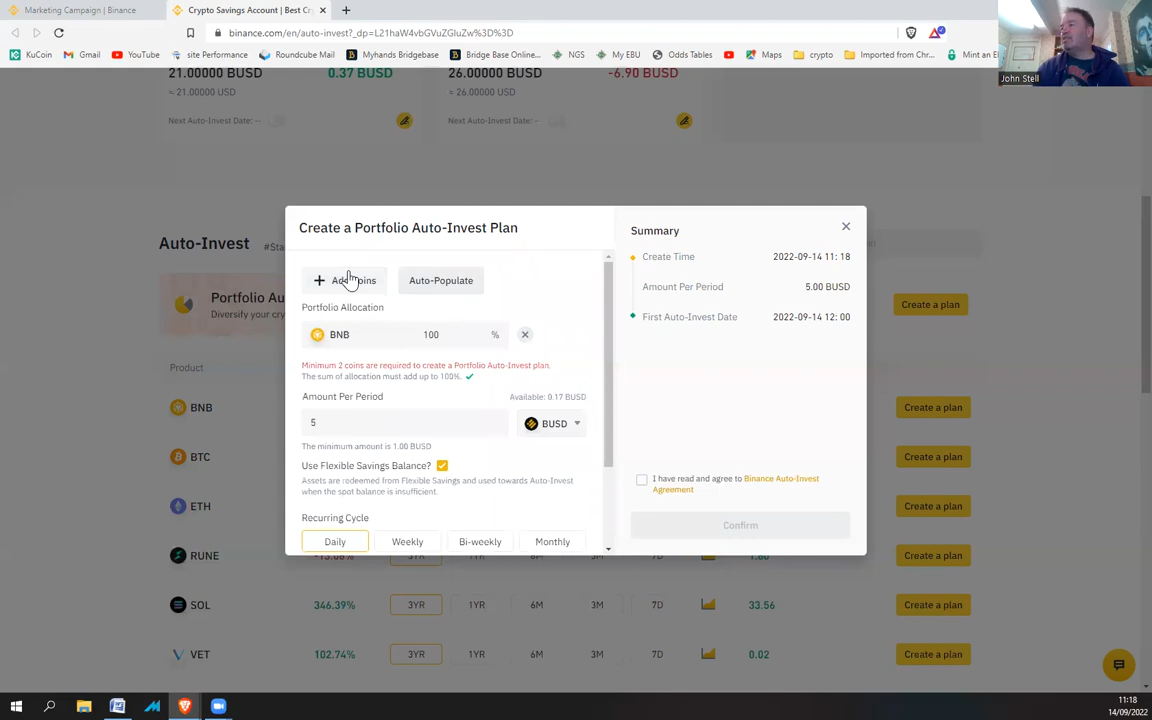 Marketing Campaign | Binance
Crypto Savings Account | Best Cr
binance.com/en/auto-invest?_dp=L21haW4vbGVuZGluZw%3D%3D
KuCoin
Gmail
YouTube
site Performance
Roundcube Mail
Myhands Bridgebase
Bridge Base Online...
NGS
My EBU
Odds Tables
Maps
crypto
Imported from Chr...
Mint an E
John Stell
21.00000 BUSD
0.37 BUSD
26.00000 BUSD
-6.90 BUSD
≈ 21.00000 USD
≈ 26.00000 USD
Next Auto-Invest Date: --
Next Auto-Invest Date: --
Auto-Invest
#Sta
Portfolio Au
Diversify your cry
Create a plan
Product
BNB
Create a plan
BTC
Create a plan
ETH
Create a plan
RUNE
-13.08%
3YR
1YR
6M
3M
7D
1.60
Create a plan
SOL
346.39%
3YR
1YR
6M
3M
7D
33.56
Create a plan
VET
102.74%
3YR
1YR
6M
3M
7D
0.02
Create a plan
Create a Portfolio Auto-Invest Plan
+ Add Coins
Auto-Populate
Portfolio Allocation
BNB
100
%
Minimum 2 coins are required to create a Portfolio Auto-Invest plan.
The sum of allocation must add up to 100%.
Amount Per Period
Available: 0.17 BUSD
5
BUSD
The minimum amount is 1.00 BUSD
Use Flexible Savings Balance?
Assets are redeemed from Flexible Savings and used towards Auto-Invest
when the spot balance is insufficient.
Recurring Cycle
Daily
Weekly
Bi-weekly
Monthly
Summary
Create Time
2022-09-14 11: 18
Amount Per Period
5.00 BUSD
First Auto-Invest Date
2022-09-14 12: 00
I have read and agree to Binance Auto-Invest
Agreement
Confirm
11:18
14/09/2022